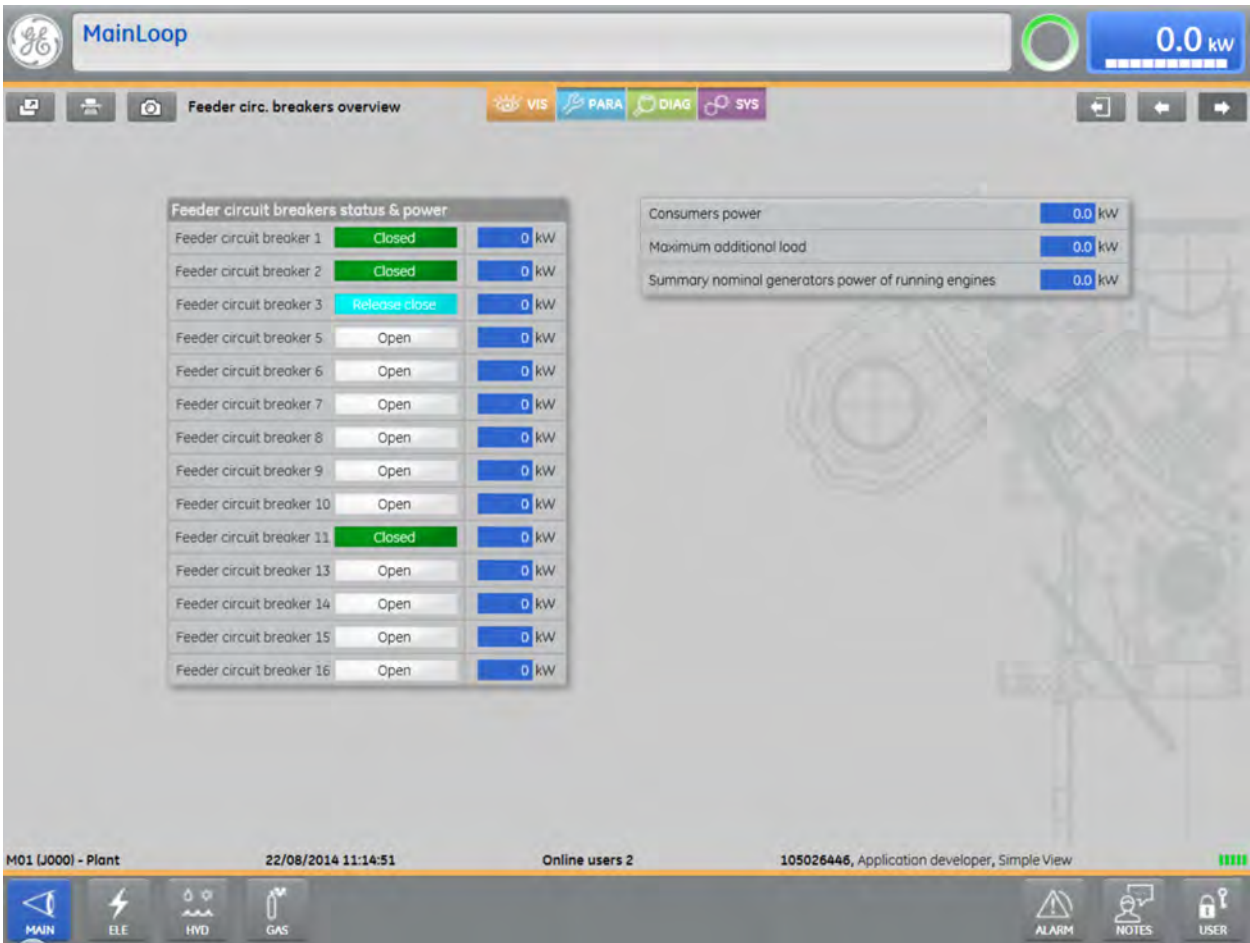 MainLoop
0.0 kW
Feeder circ. breakers overview
VIS PARA DIAG SYS
Feeder circuit breakers status & power
Feeder circuit breaker 1 Closed 0 kW
Feeder circuit breaker 2 Closed 0 kW
Feeder circuit breaker 3 Release close 0 kW
Feeder circuit breaker 5 Open 0 kW
Feeder circuit breaker 6 Open 0 kW
Feeder circuit breaker 7 Open 0 kW
Feeder circuit breaker 8 Open 0 kW
Feeder circuit breaker 9 Open 0 kW
Feeder circuit breaker 10 Open 0 kW
Feeder circuit breaker 11 Closed 0 kW
Feeder circuit breaker 13 Open 0 kW
Feeder circuit breaker 14 Open 0 kW
Feeder circuit breaker 15 Open 0 kW
Feeder circuit breaker 16 Open 0 kW
Consumers power 0.0 kW
Maximum additional load 0.0 kW
Summary nominal generators power of running engines 0.0 kW
M01 (J000) - Plant 22/08/2014 11:14:51 Online users 2 105026446, Application developer, Simple View
MAIN ELE HYD GAS ALARM NOTES USER